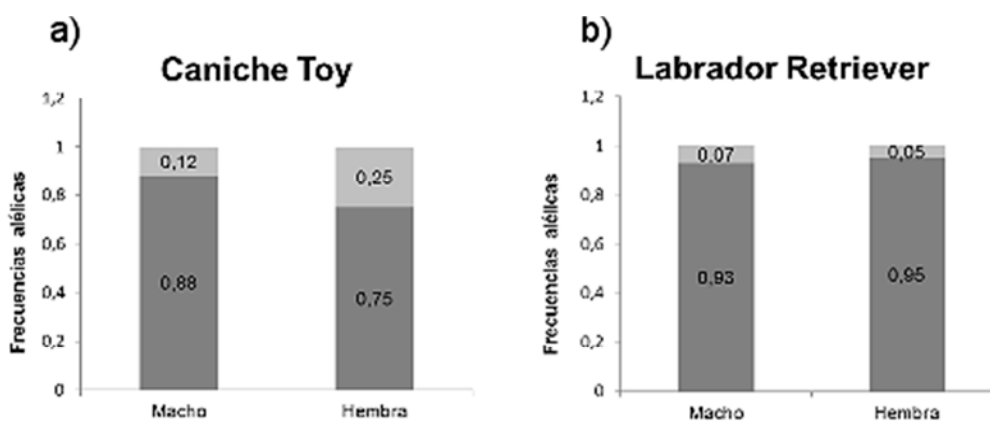 a)
Caniche Toy
Frecuencias alélicas
1,2
1
0,8
0,6
0,4
0,2
0
0,12
0,88
0,25
0,75
Macho
Hembra
b)
Labrador Retriever
Frecuencias alélicas
1,2
1
0,8
0,6
0,4
0,2
0
0,07
0,93
0,05
0,95
Macho
Hembra